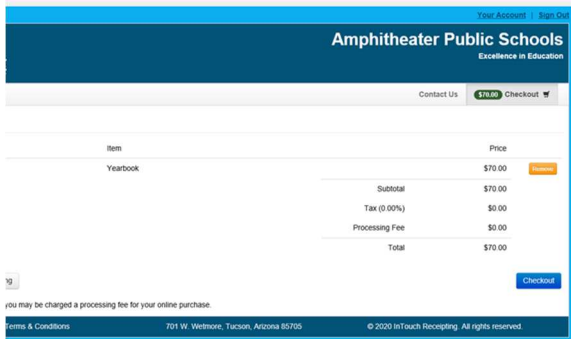 Your Account | Sign Out
Amphitheater Public Schools
Excellence in Education
Contact Us $70.00 Checkout
Item Price
Yearbook $70.00 Remove
Subtotal $70.00
Tax (0.00%) $0.00
Processing Fee $0.00
Total $70.00
ng Checkout
you may be charged a processing fee for your online purchase.
Terms & Conditions 701 W. Wetmore, Tucson, Arizona 85705 © 2020 InTouch Receipting. All rights reserved.